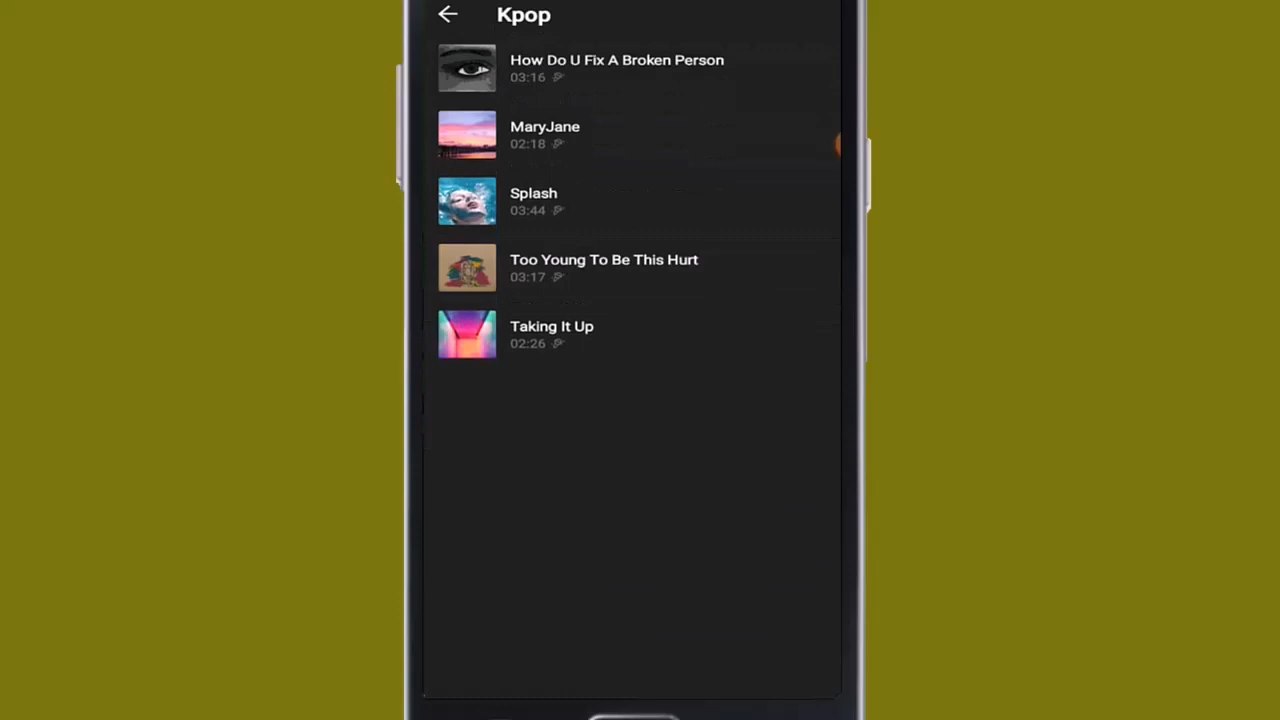 Kpop
How Do U Fix A Broken Person
03:16
MaryJane
02:18
Splash
03:44
Too Young To Be This Hurt
03:17
Taking It Up
02:26